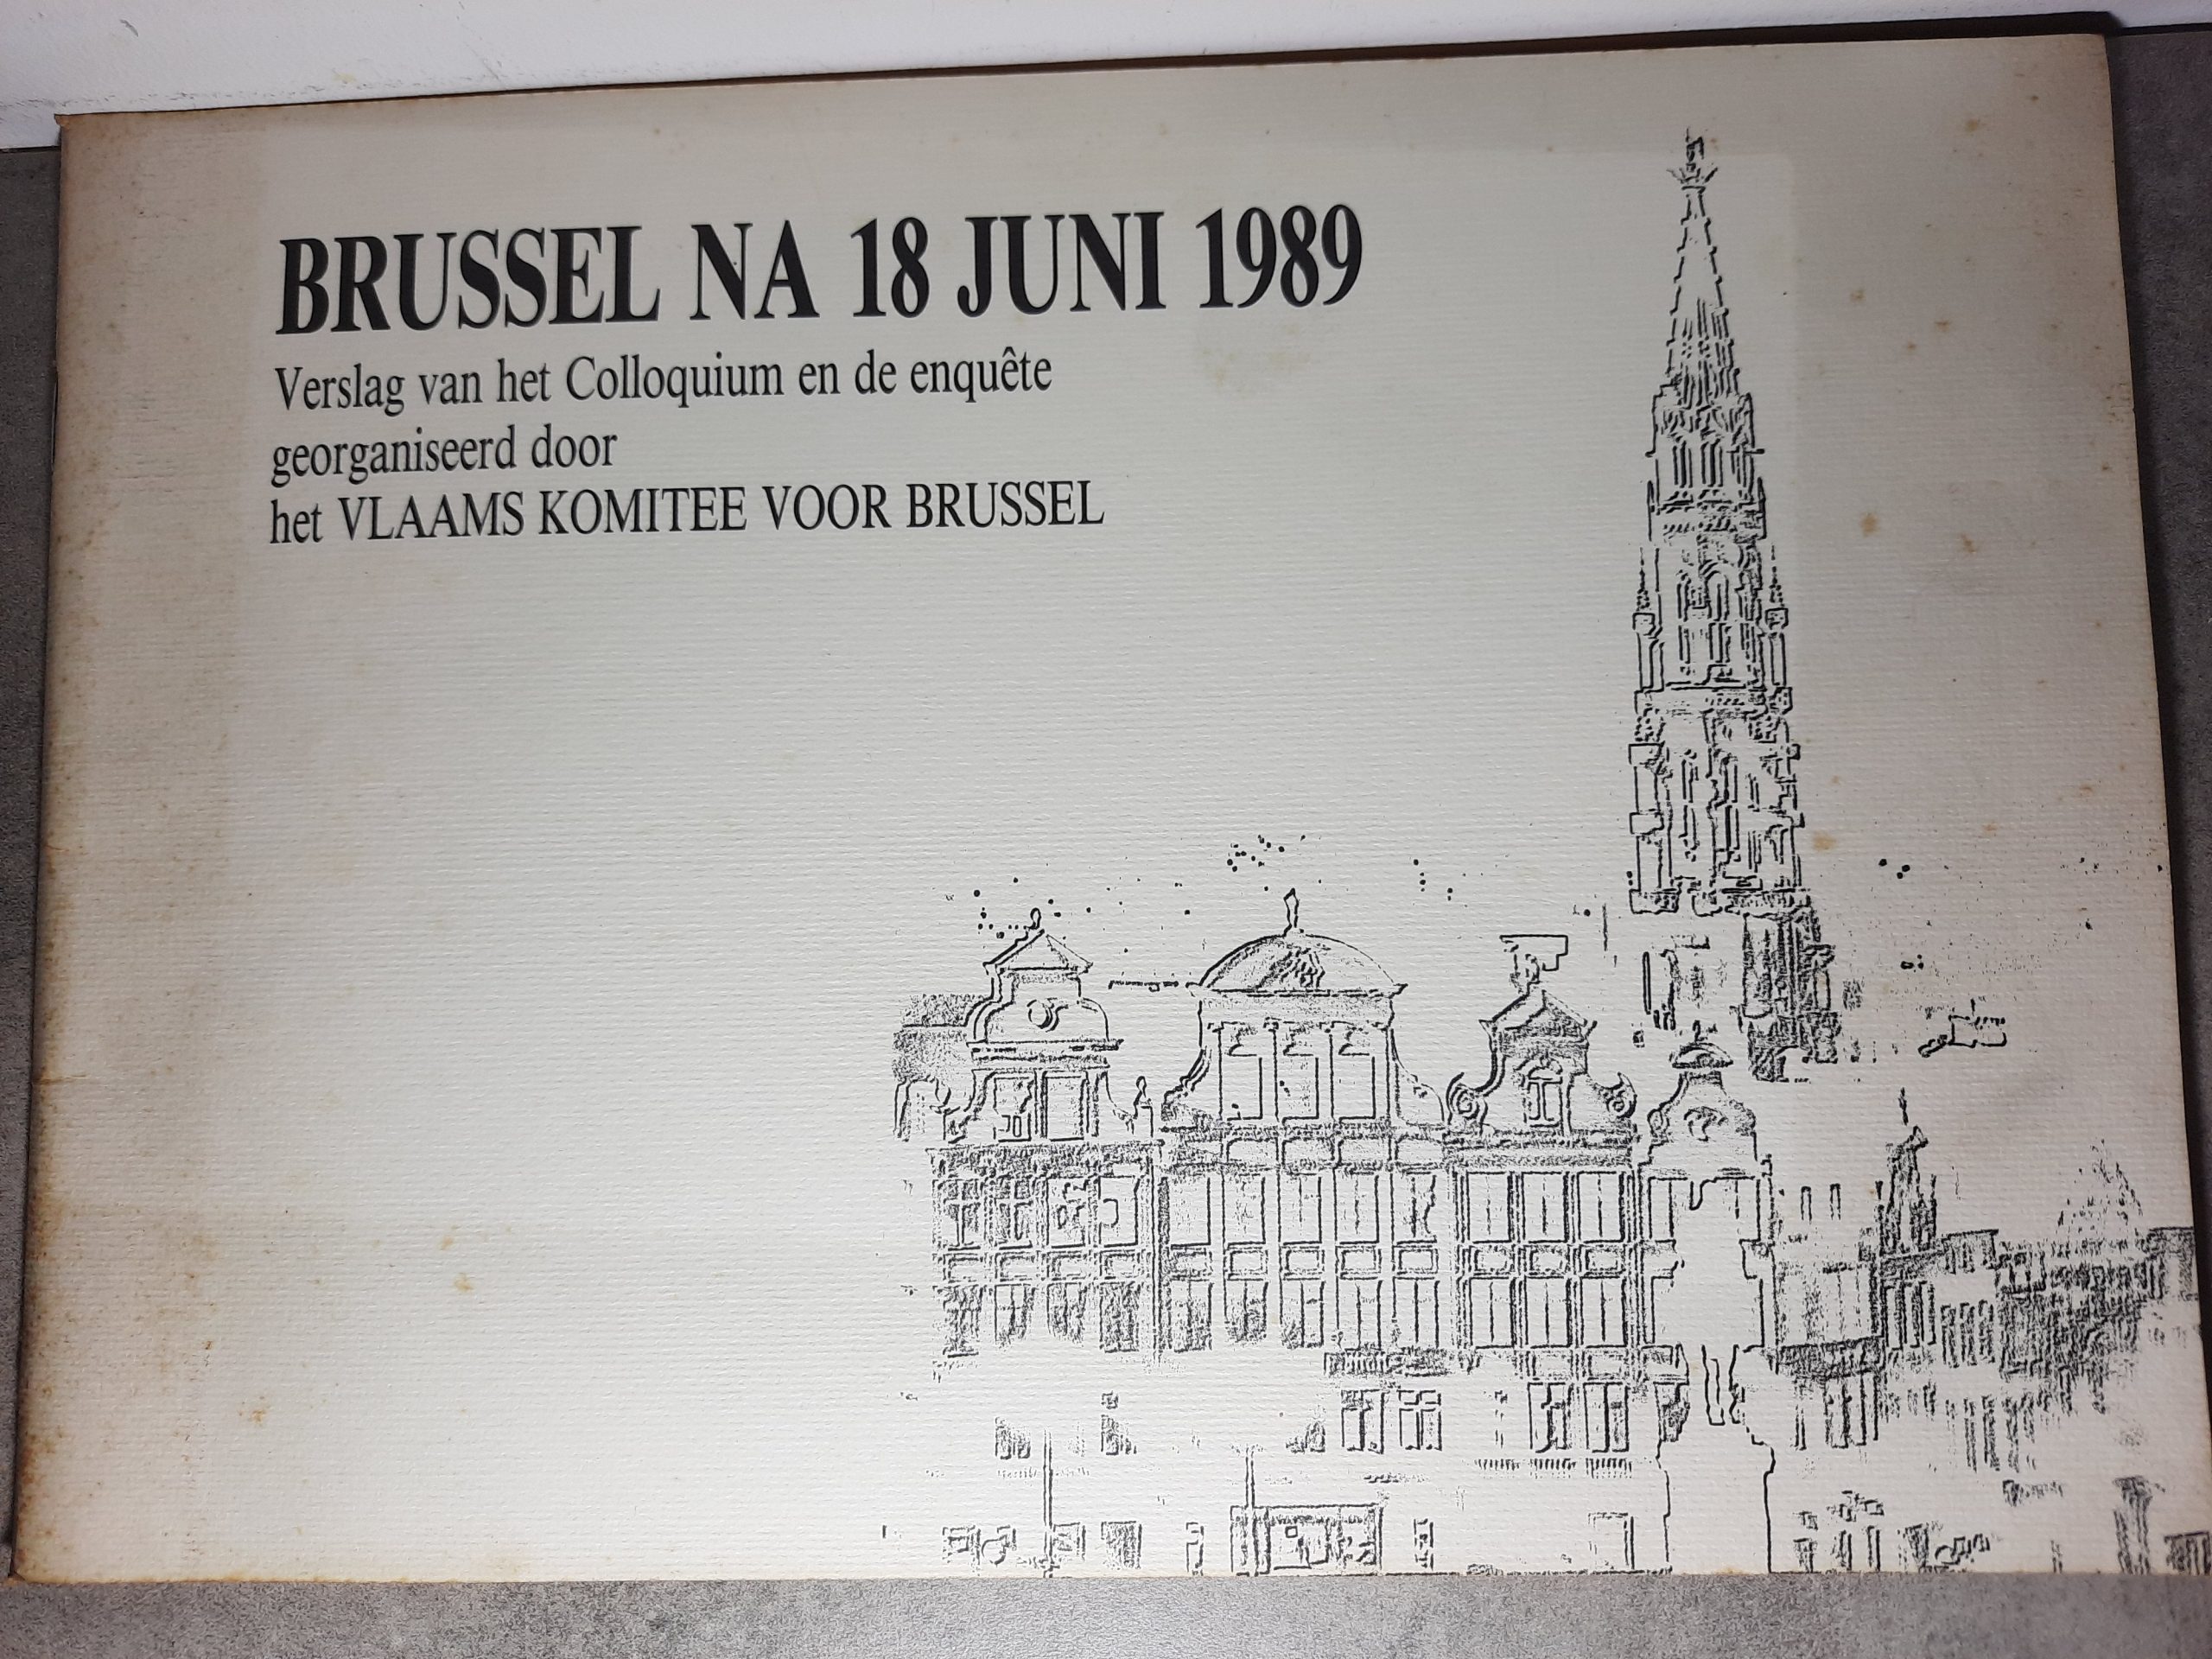 BRUSSEL NA 18 JUNI 1989
Verslag van het Colloquium en de enquête
georganiseerd door
het VLAAMS KOMITEE VOOR BRUSSEL